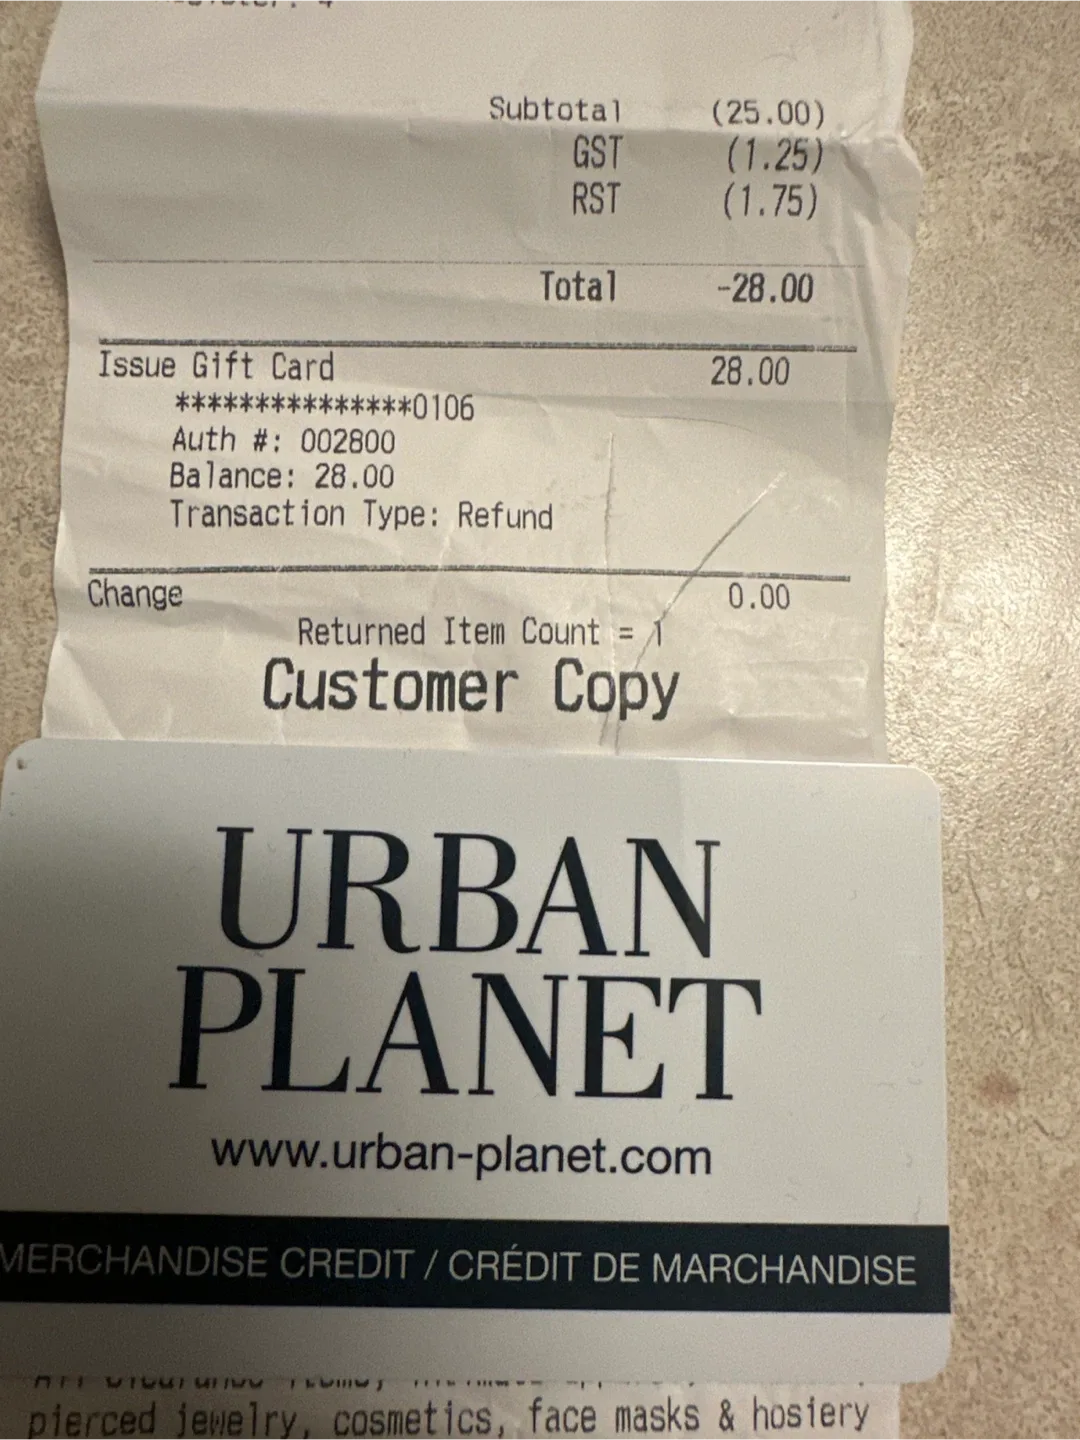 Subtotal (25.00)
GST (1.25)
RST (1.75)
Total -28.00
Issue Gift Card 28.00
***************0106
Auth #: 002800
Balance: 28.00
Transaction Type: Refund
Change 0.00
Returned Item Count = 1
Customer Copy
URBAN
PLANET
www.urban-planet.com
MERCHANDISE CREDIT / CRÉDIT DE MARCHANDISE
pierced jewelry, cosmetics, face masks & hosiery